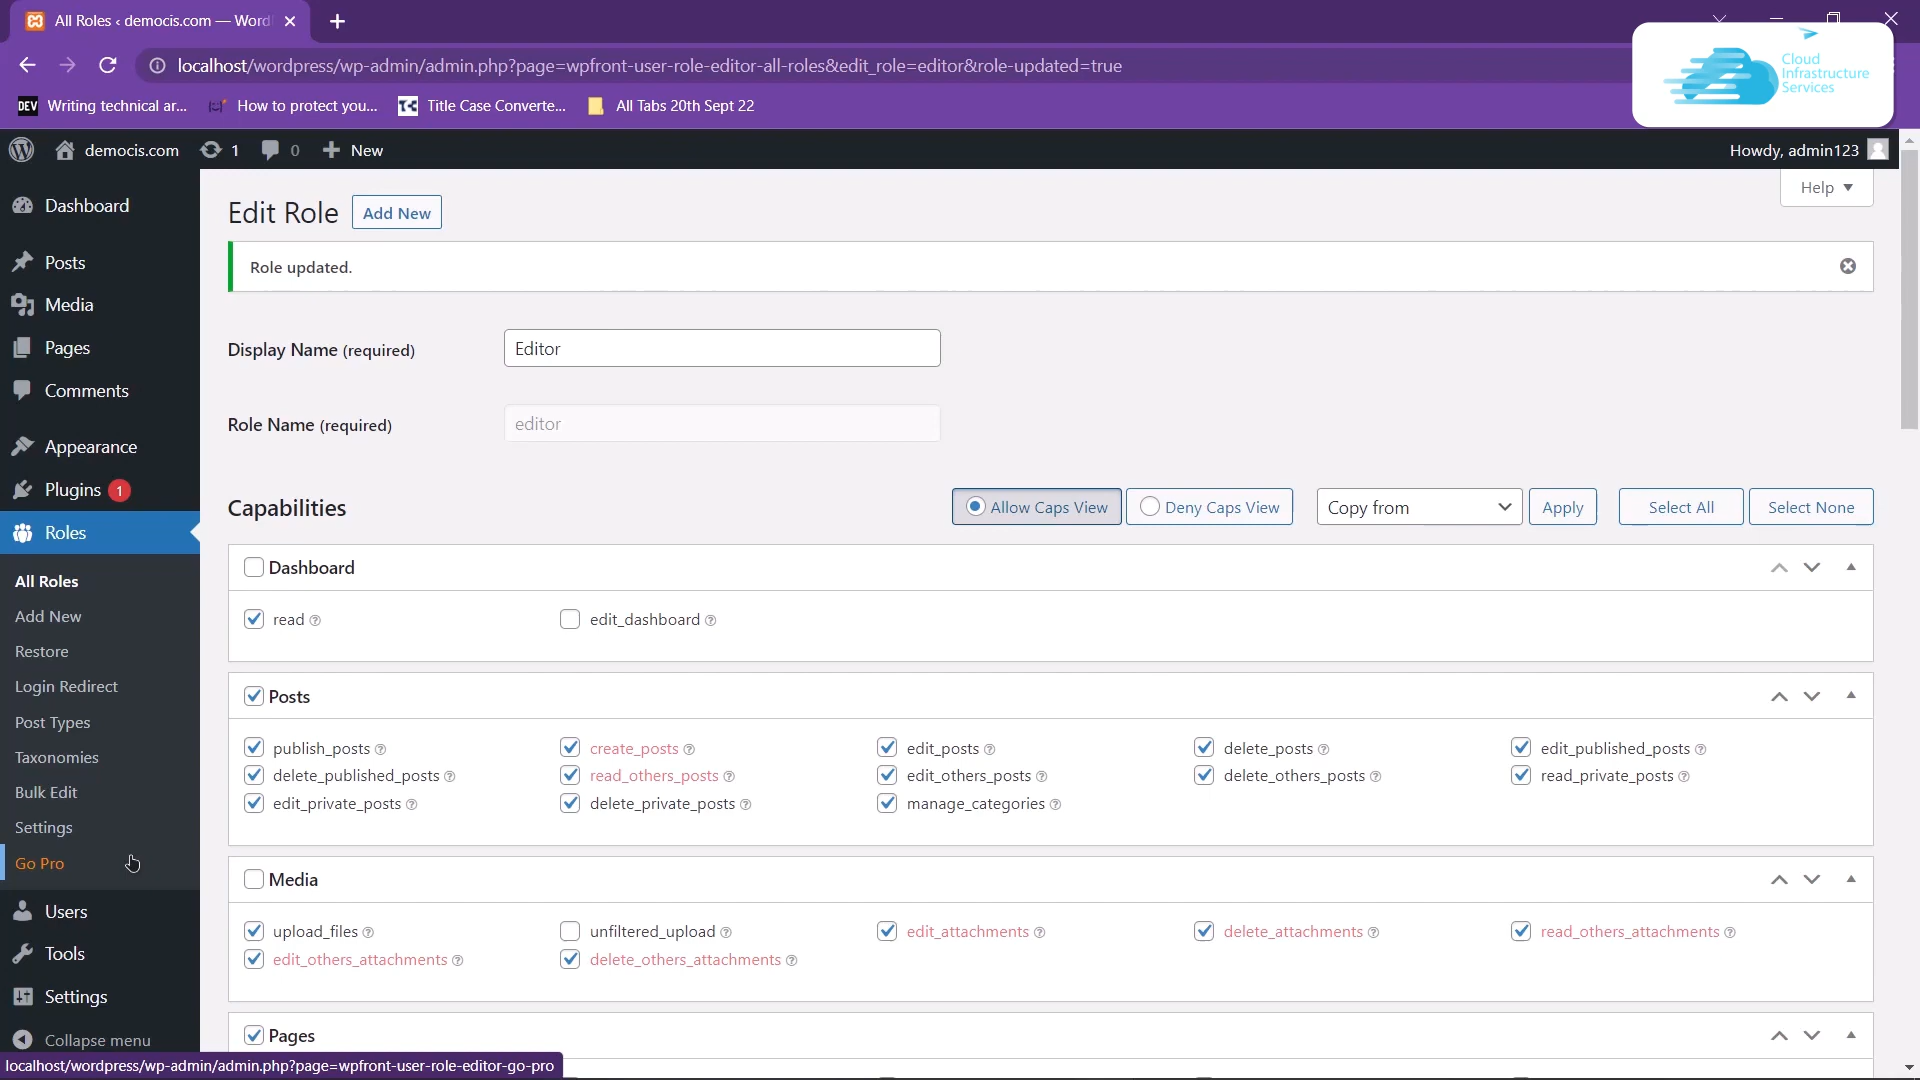 All Roles ‹ democis.com — Word
localhost/wordpress/wp-admin/admin.php?page=wpfront-user-role-editor-all-roles&edit_role=editor&role-updated=true
DEV Writing technical ar...
How to protect you...
Title Case Converte...
All Tabs 20th Sept 22
Cloud
Infrastructure
Services
democis.com
1
0
New
Howdy, admin123
Dashboard
Posts
Media
Pages
Comments
Appearance
Plugins 1
Roles
All Roles
Add New
Restore
Login Redirect
Post Types
Taxonomies
Bulk Edit
Settings
Go Pro
Users
Tools
Settings
Collapse menu
Help
Edit Role
Add New
Role updated.
Display Name (required)
Editor
Role Name (required)
editor
Capabilities
Allow Caps View
Deny Caps View
Copy from
Apply
Select All
Select None
Dashboard
read
edit_dashboard
Posts
publish_posts
create_posts
edit_posts
delete_posts
edit_published_posts
delete_published_posts
read_others_posts
edit_others_posts
delete_others_posts
read_private_posts
edit_private_posts
delete_private_posts
manage_categories
Media
upload_files
unfiltered_upload
edit_attachments
delete_attachments
read_others_attachments
edit_others_attachments
delete_others_attachments
Pages
localhost/wordpress/wp-admin/admin.php?page=wpfront-user-role-editor-go-pro